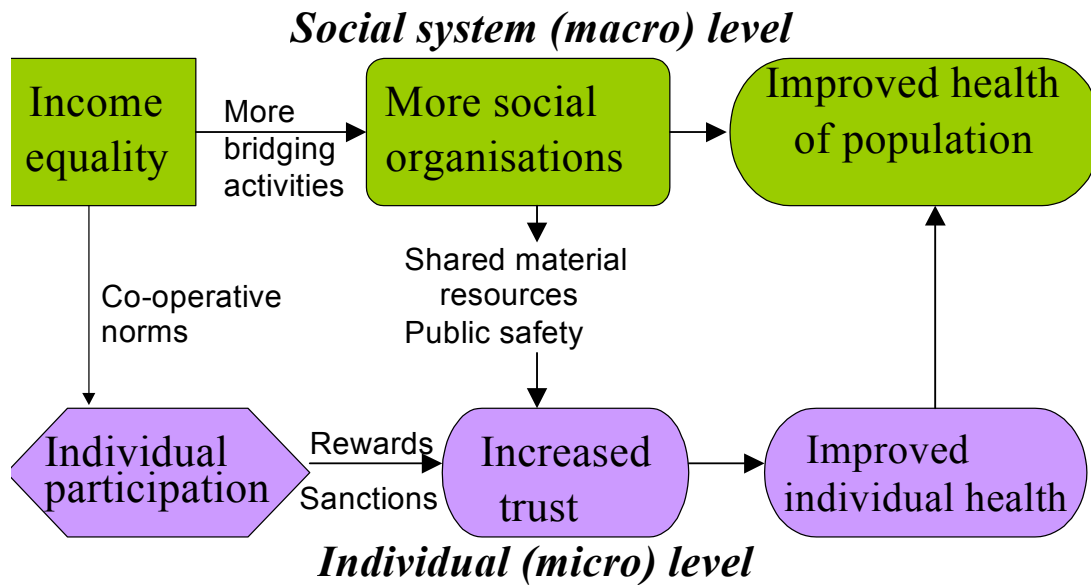 Social system (macro) level
Income
equality
More
bridging
activities
More social
organisations
Improved health
of population
Co-operative
norms
Shared material
resources
Public safety
Individual
participation
Rewards
Sanctions
Increased
trust
Improved
individual health
Individual (micro) level